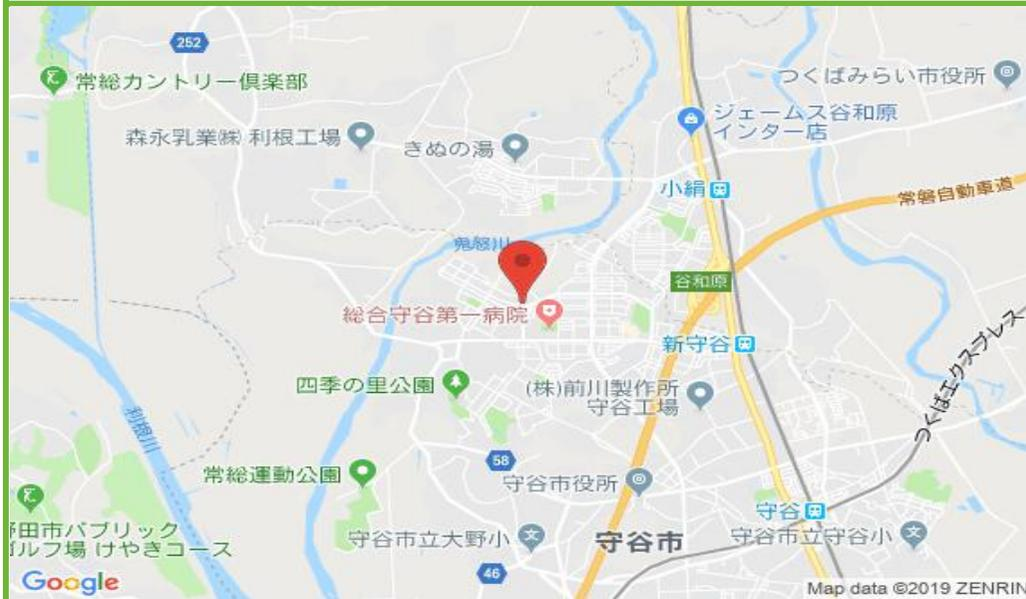 252
常総カントリー倶楽部
つくばみらい市役所
ジェームス谷和原
インター店
森永乳業㈱ 利根工場
きぬの湯
小絹
常磐自動車道
鬼怒川
谷和原
総合守谷第一病院
新守谷
つくばエクスプレス
四季の里公園
(株)前川製作所
守谷工場
利根川
58
常総運動公園
守谷市役所
野田市パブリック
ゴルフ場 けやきコース
守谷
守谷市立大野小
守谷市
守谷市立守谷小
46
Google
Map data ©2019 ZENRIN